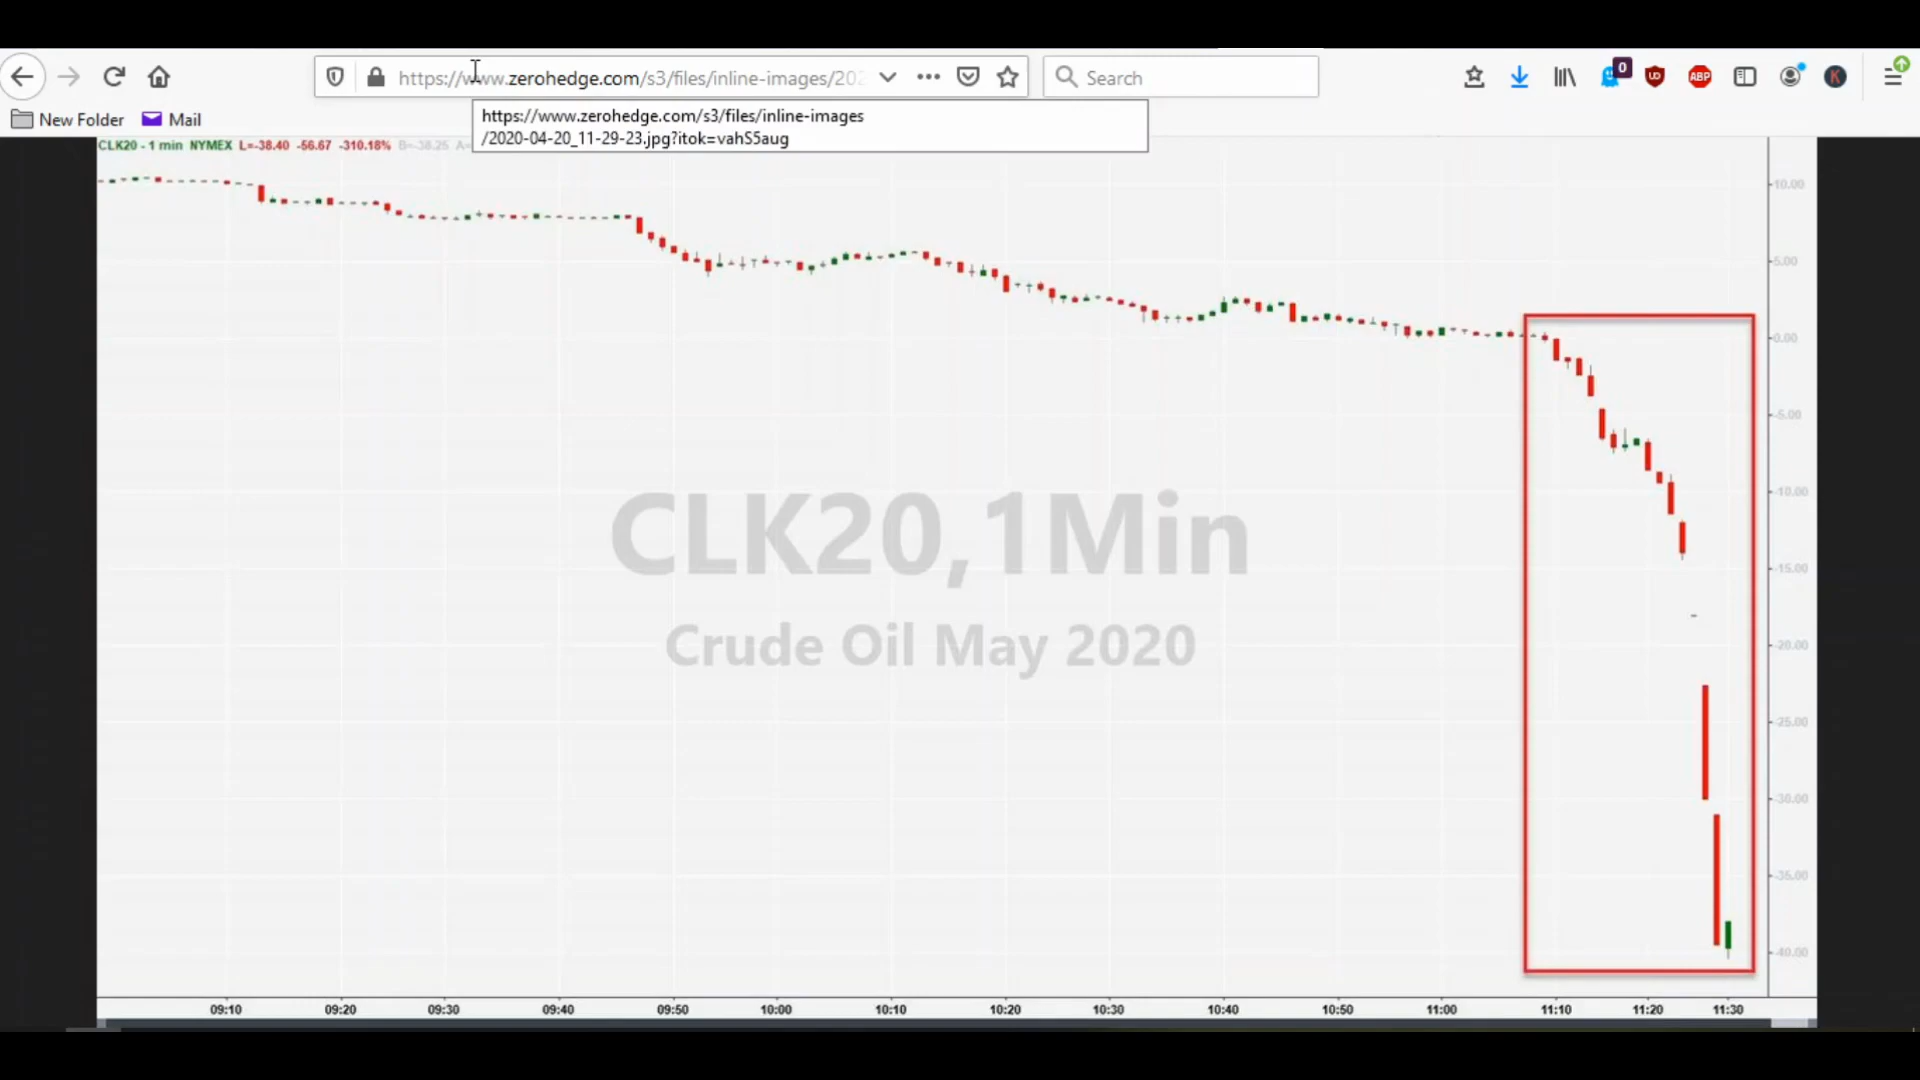 https://www.zerohedge.com/s3/files/inline-images/202
Search
0
UD
ABP
K
New Folder
Mail
https://www.zerohedge.com/s3/files/inline-images
/2020-04-20_11-29-23.jpg?itok=vahS5aug
CLK20 - 1 min NYMEX L=-38.40 -56.67 -310.18% B=-38.25 A=
10.00
5.00
0.00
-5.00
-10.00
-15.00
-20.00
-25.00
-30.00
-35.00
-40.00
CLK20,1Min
Crude Oil May 2020
09:10 09:20 09:30 09:40 09:50 10:00 10:10 10:20 10:30 10:40 10:50 11:00 11:10 11:20 11:30